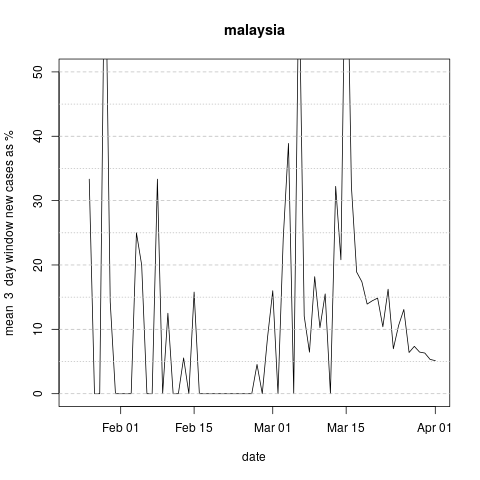 malaysia
mean  3  day window new cases as %
50
40
30
20
10
0
Feb 01
Feb 15
Mar 01
Mar 15
Apr 01
date